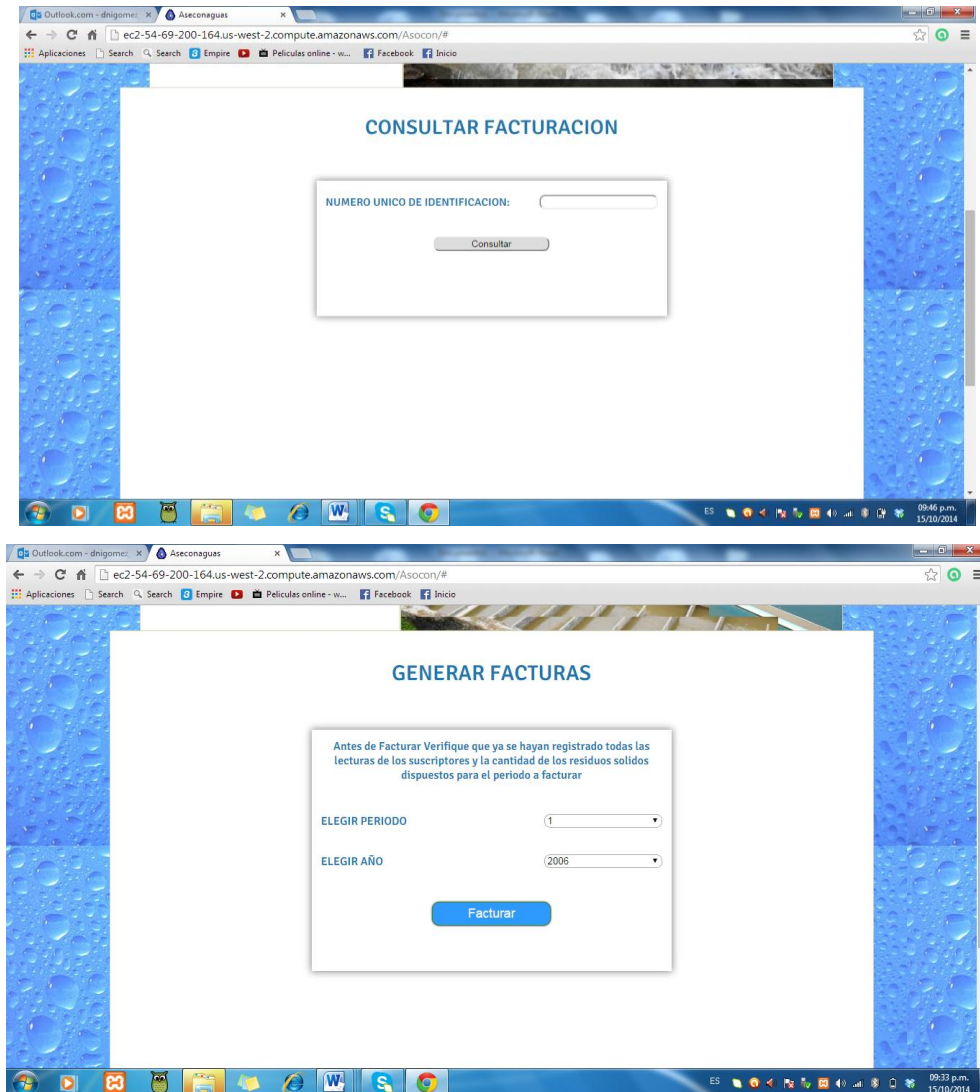 Outlook.com - dnigomez
Aseconaguas
ec2-54-69-200-164.us-west-2.compute.amazonaws.com/Asocon/#
Aplicaciones Search Search Empire Peliculas online - w... Facebook Inicio
CONSULTAR FACTURACION
NUMERO UNICO DE IDENTIFICACION:
Consultar
ES
09:46 p.m.
15/10/2014
Outlook.com - dnigomez
Aseconaguas
ec2-54-69-200-164.us-west-2.compute.amazonaws.com/Asocon/#
Aplicaciones Search Search Empire Peliculas online - w... Facebook Inicio
GENERAR FACTURAS
Antes de Facturar Verifique que ya se hayan registrado todas las
lecturas de los suscriptores y la cantidad de los residuos solidos
dispuestos para el periodo a facturar
ELEGIR PERIODO 1
ELEGIR AÑO 2006
Facturar
ES
09:33 p.m.
15/10/2014